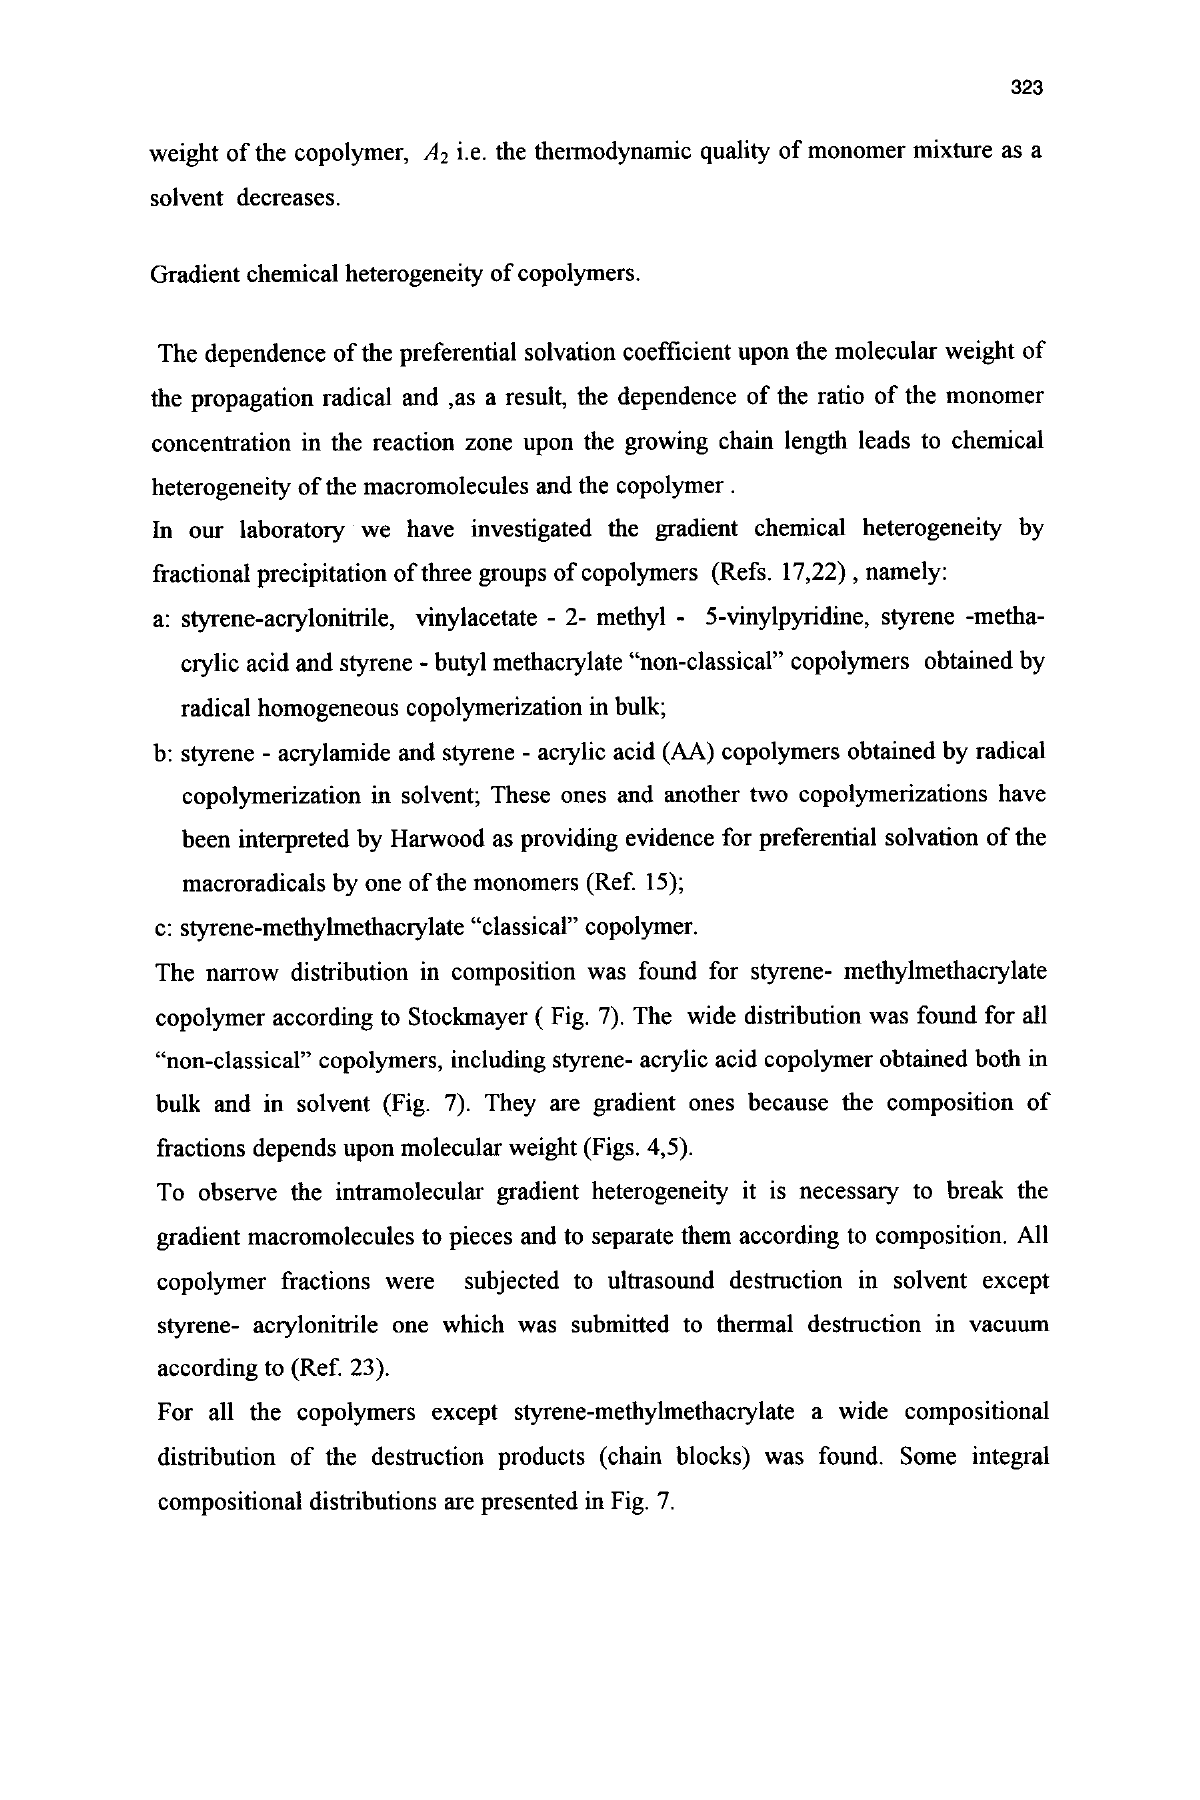 323
weight of the copolymer, A2 i.e. the thermodynamic quality of monomer mixture as a
solvent decreases.
Gradient chemical heterogeneity of copolymers.
The dependence of the preferential solvation coefficient upon the molecular weight of
the propagation radical and ,as a result, the dependence of the ratio of the monomer
concentration in the reaction zone upon the growing chain length leads to chemical
heterogeneity of the macromolecules and the copolymer .
In our laboratory we have investigated the gradient chemical heterogeneity by
fractional precipitation of three groups of copolymers (Refs. 17,22) , namely:
a: styrene-acrylonitrile, vinylacetate - 2- methyl - 5-vinylpyridine, styrene -metha-
crylic acid and styrene - butyl methacrylate “non-classical” copolymers obtained by
radical homogeneous copolymerization in bulk;
b: styrene - acrylamide and styrene - acrylic acid (AA) copolymers obtained by radical
copolymerization in solvent; These ones and another two copolymerizations have
been interpreted by Harwood as providing evidence for preferential solvation of the
macroradicals by one of the monomers (Ref. 15);
c: styrene-methylmethacrylate “classical” copolymer.
The narrow distribution in composition was found for styrene- methylmethacrylate
copolymer according to Stockmayer ( Fig. 7). The wide distribution was found for all
“non-classical” copolymers, including styrene- acrylic acid copolymer obtained both in
bulk and in solvent (Fig. 7). They are gradient ones because the composition of
fractions depends upon molecular weight (Figs. 4,5).
To observe the intramolecular gradient heterogeneity it is necessary to break the
gradient macromolecules to pieces and to separate them according to composition. All
copolymer fractions were subjected to ultrasound destruction in solvent except
styrene- acrylonitrile one which was submitted to thermal destruction in vacuum
according to (Ref. 23).
For all the copolymers except styrene-methylmethacrylate a wide compositional
distribution of the destruction products (chain blocks) was found. Some integral
compositional distributions are presented in Fig. 7.